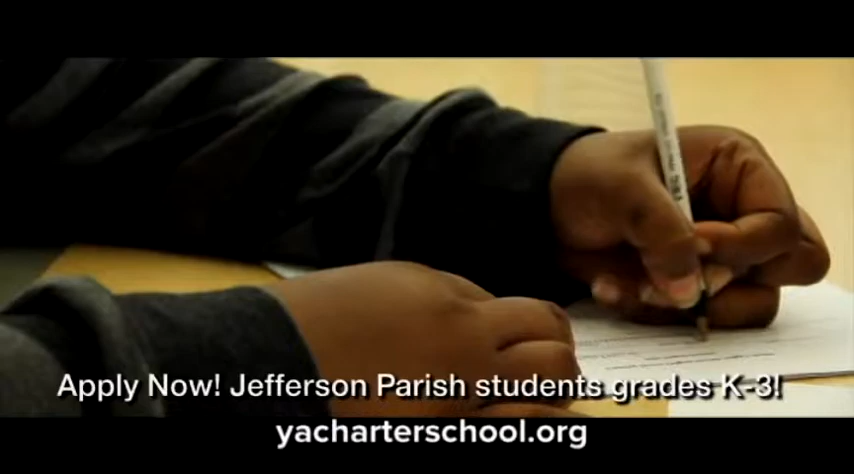 Apply Now! Jefferson Parish students grades K-3!
yacharterschool.org